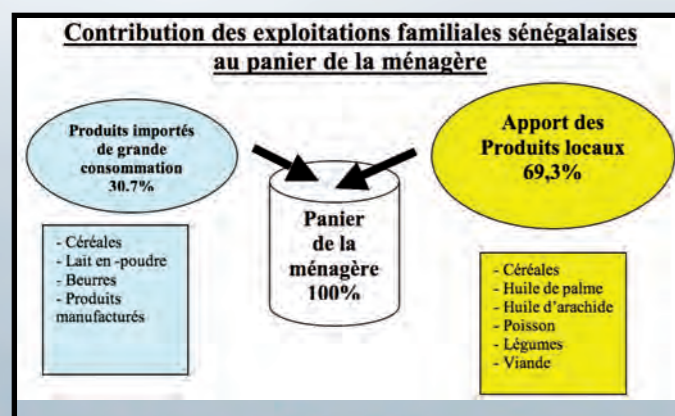 Contribution des exploitations familiales sénégalaises
au panier de la ménagère
Produits importés
de grande
consommation
30.7%
Apport des
Produits locaux
69,3%
Panier
de la
ménagère
100%
- Céréales
- Lait en -poudre
- Beurres
- Produits
manufacturés
- Céréales
- Huile de palme
- Huile d'arachide
- Poisson
- Légumes
- Viande